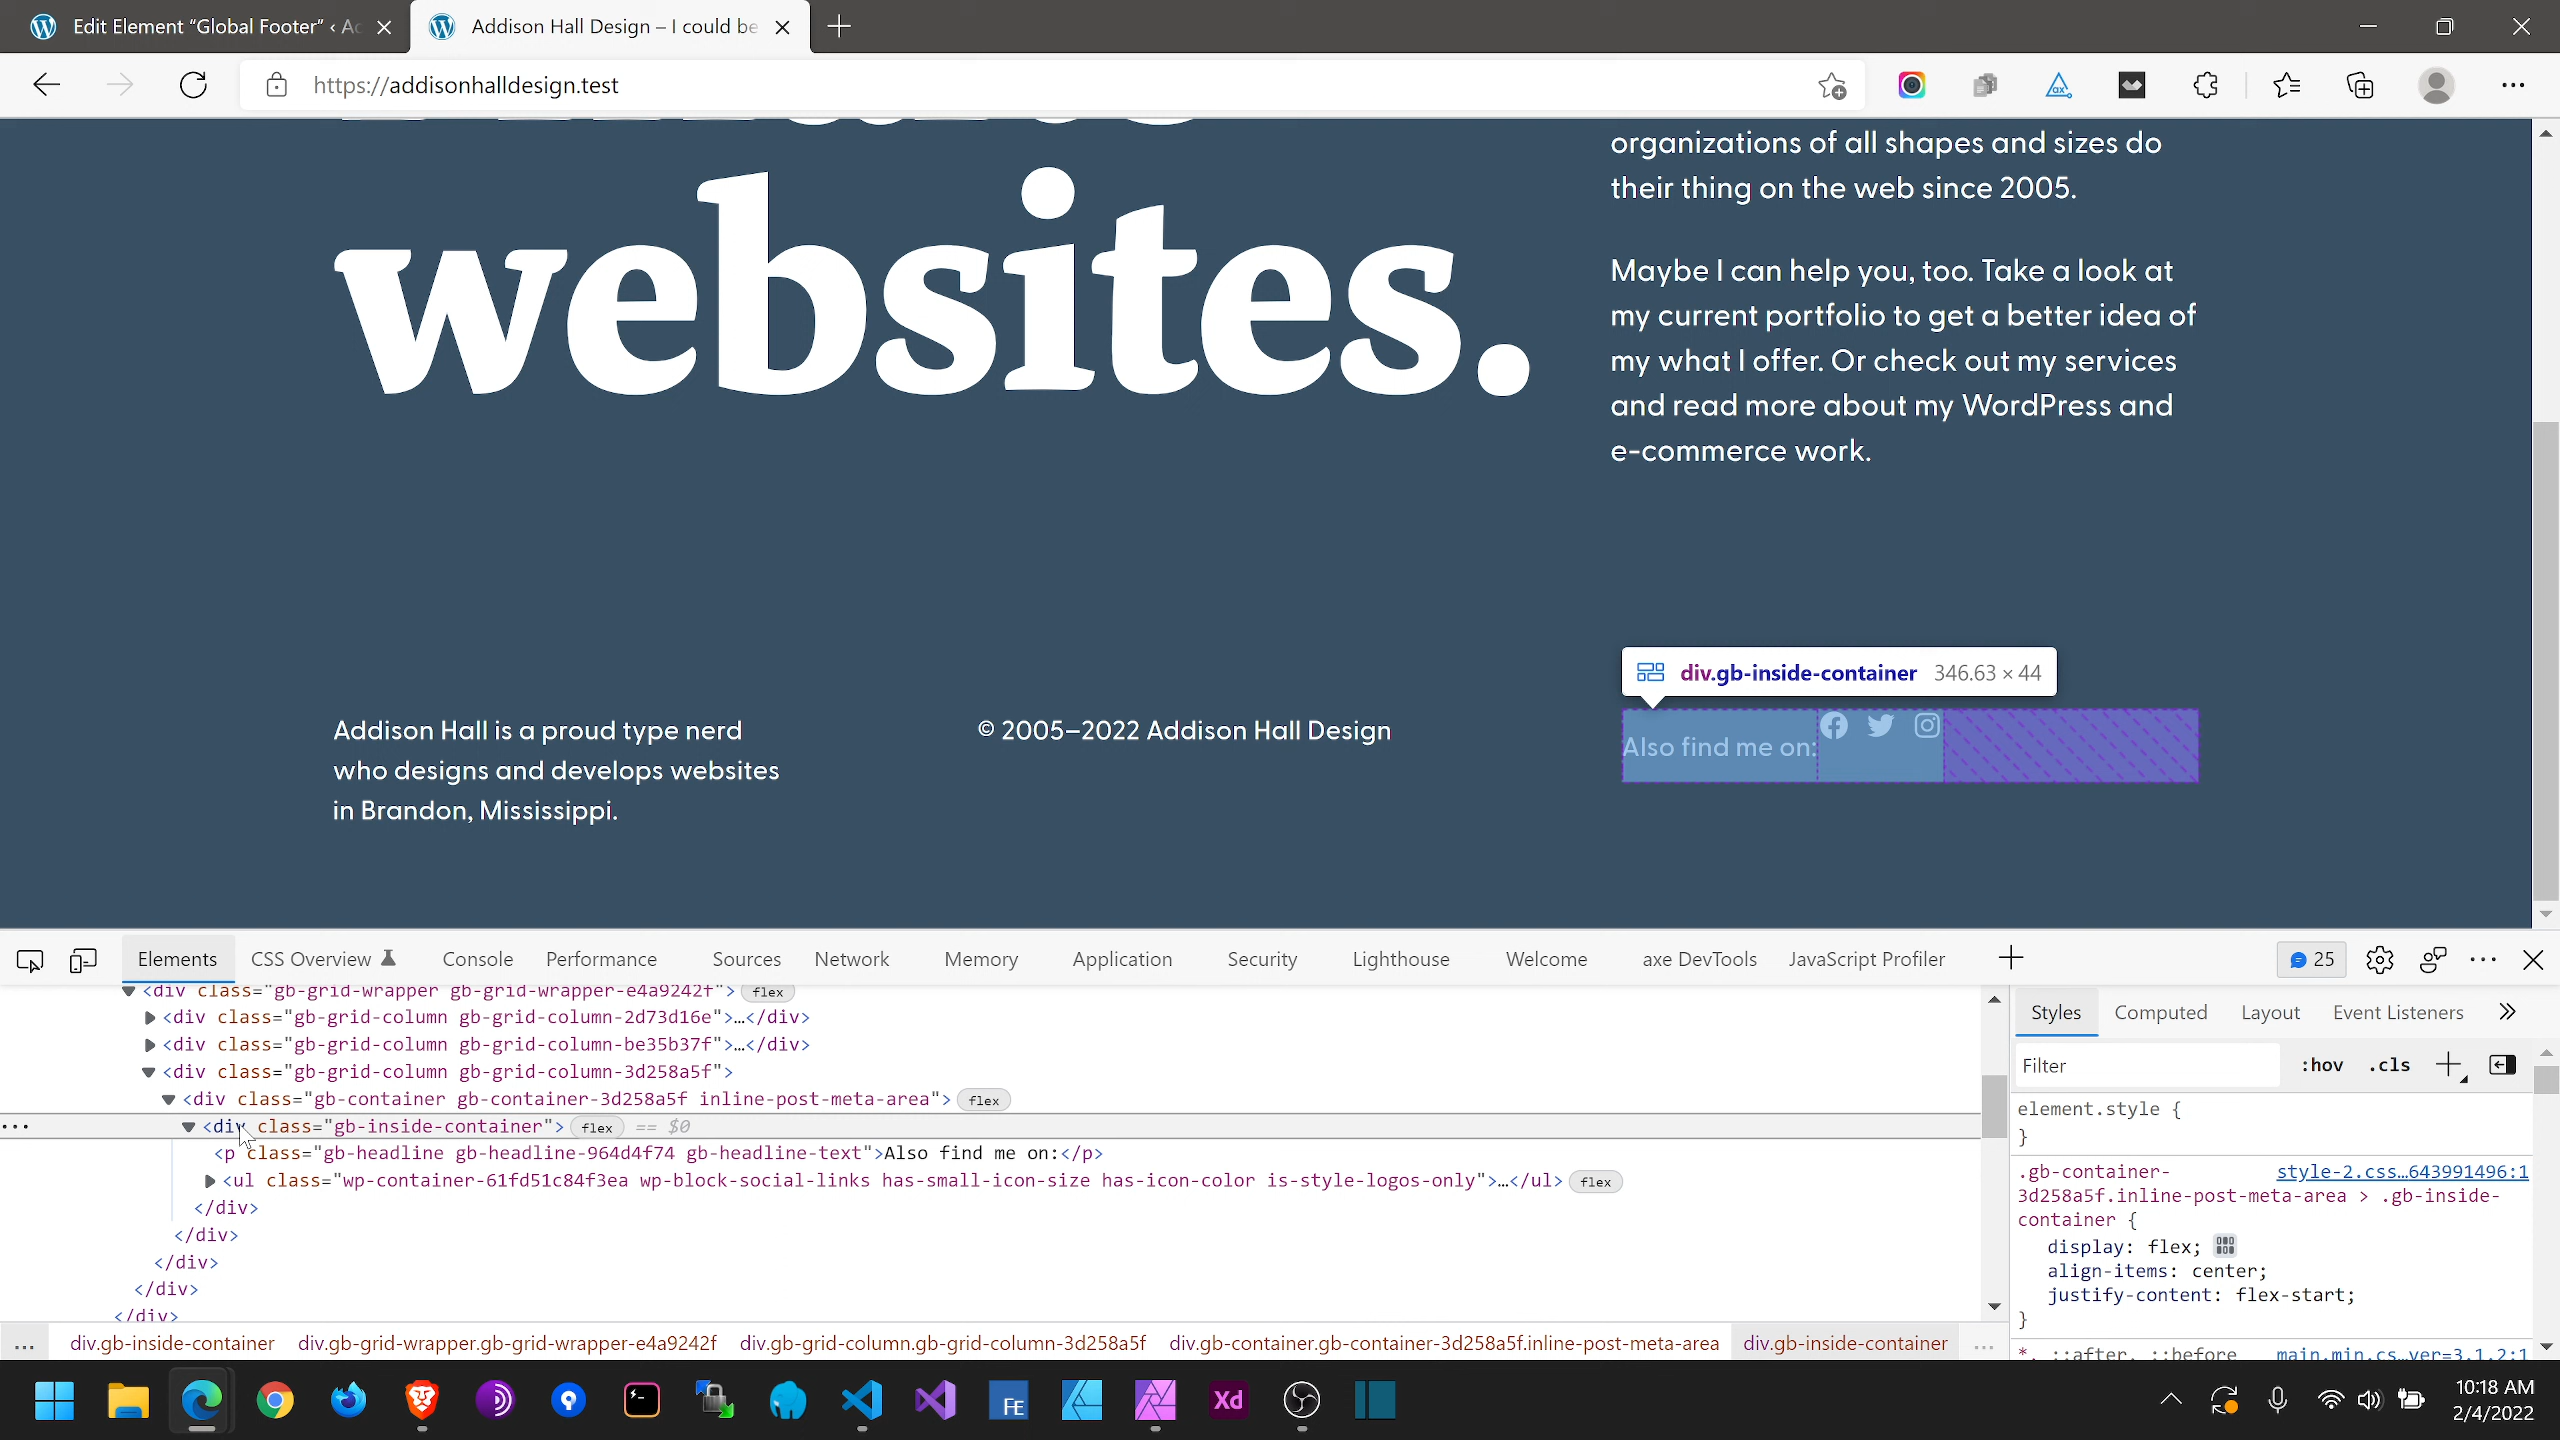 Edit Element “Global Footer” ‹ Ac
Addison Hall Design – I could be
https://addisonhalldesign.test
organizations of all shapes and sizes do
their thing on the web since 2005.
websites.
Maybe I can help you, too. Take a look at
my current portfolio to get a better idea of
my what I offer. Or check out my services
and read more about my WordPress and
e-commerce work.
div.gb-inside-container 346.63 × 44
Addison Hall is a proud type nerd
who designs and develops websites
in Brandon, Mississippi.
© 2005–2022 Addison Hall Design
Also find me on:
Elements CSS Overview Console Performance Sources Network Memory Application Security Lighthouse Welcome axe DevTools JavaScript Profiler 25
<div class="gb-grid-wrapper gb-grid-wrapper-e4a9242f"> flex
<div class="gb-grid-column gb-grid-column-2d73d16e">…</div>
<div class="gb-grid-column gb-grid-column-be35b37f">…</div>
<div class="gb-grid-column gb-grid-column-3d258a5f">
<div class="gb-container gb-container-3d258a5f inline-post-meta-area"> flex
... <div class="gb-inside-container"> flex == $0
<p class="gb-headline gb-headline-964d4f74 gb-headline-text">Also find me on:</p>
<ul class="wp-container-61fd51c84f3ea wp-block-social-links has-small-icon-size has-icon-color is-style-logos-only">…</ul> flex
</div>
</div>
</div>
</div>
</div>
... div.gb-inside-container div.gb-grid-wrapper.gb-grid-wrapper-e4a9242f div.gb-grid-column.gb-grid-column-3d258a5f div.gb-container.gb-container-3d258a5f.inline-post-meta-area div.gb-inside-container ...
Styles Computed Layout Event Listeners
Filter :hov .cls
element.style {
}
.gb-container- style-2.css…643991496:1
3d258a5f.inline-post-meta-area > .gb-inside-
container {
display: flex;
align-items: center;
justify-content: flex-start;
}
*, ::after, ::before main.min.cs…ver=3.1.2:1
FE
Xd
10:18 AM
2/4/2022